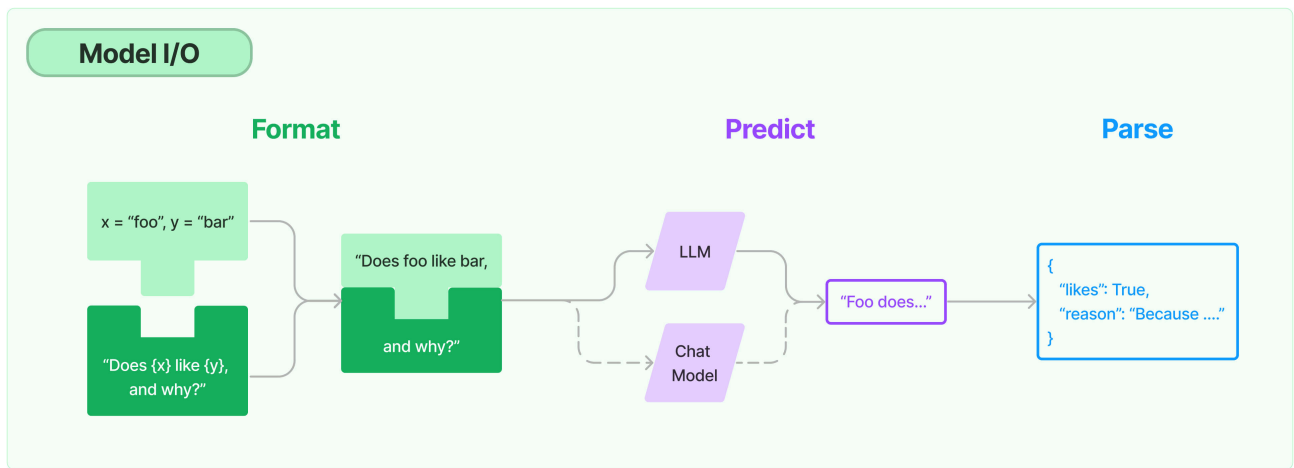 Model I/O
Format
Predict
Parse
x = “foo”, y = “bar”
“Does {x} like {y},
and why?”
“Does foo like bar,
and why?”
LLM
Chat
Model
“Foo does...”
{
“likes”: True,
“reason”: “Because ....”
}